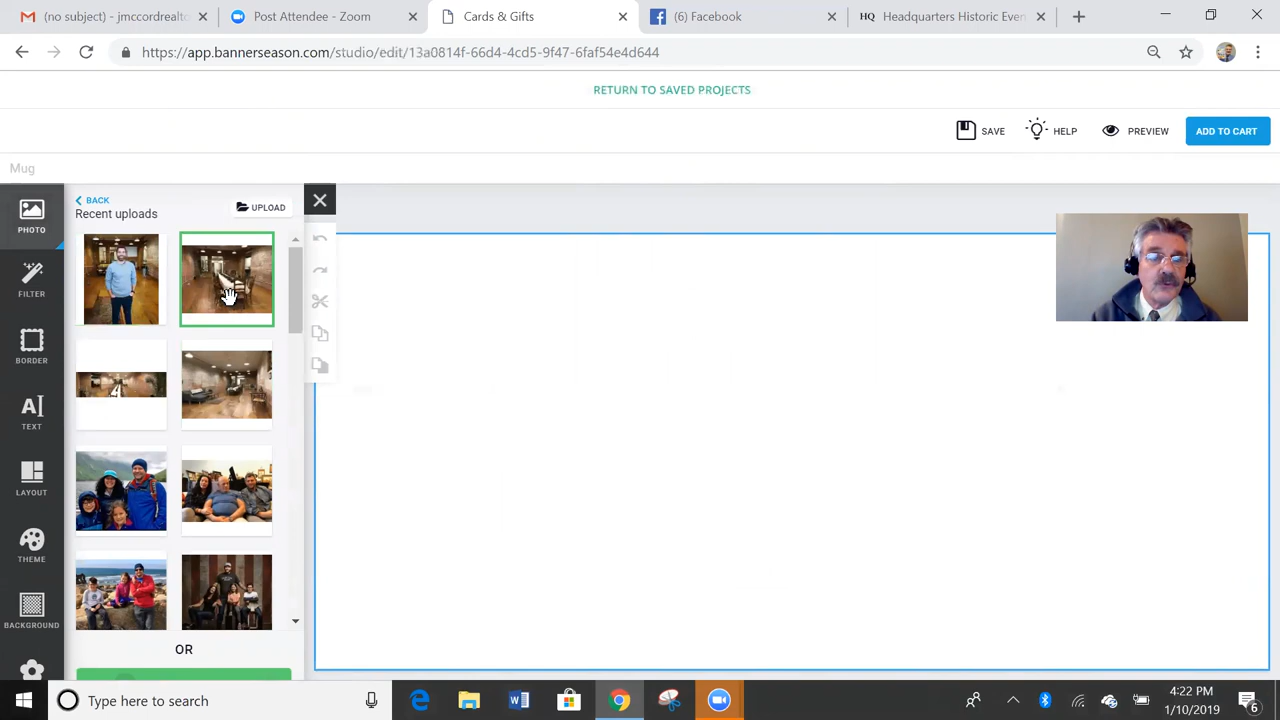 (no subject) - jmccordrealto
Post Attendee - Zoom
Cards & Gifts
(6) Facebook
HQ Headquarters Historic Even
https://app.bannerseason.com/studio/edit/13a0814f-66d4-4cd5-9f47-6faf54e4d644
RETURN TO SAVED PROJECTS
SAVE
HELP
PREVIEW
ADD TO CART
Mug
PHOTO
FILTER
BORDER
TEXT
LAYOUT
THEME
BACKGROUND
BACK
Recent uploads
UPLOAD
OR
Type here to search
4:22 PM
1/10/2019
6